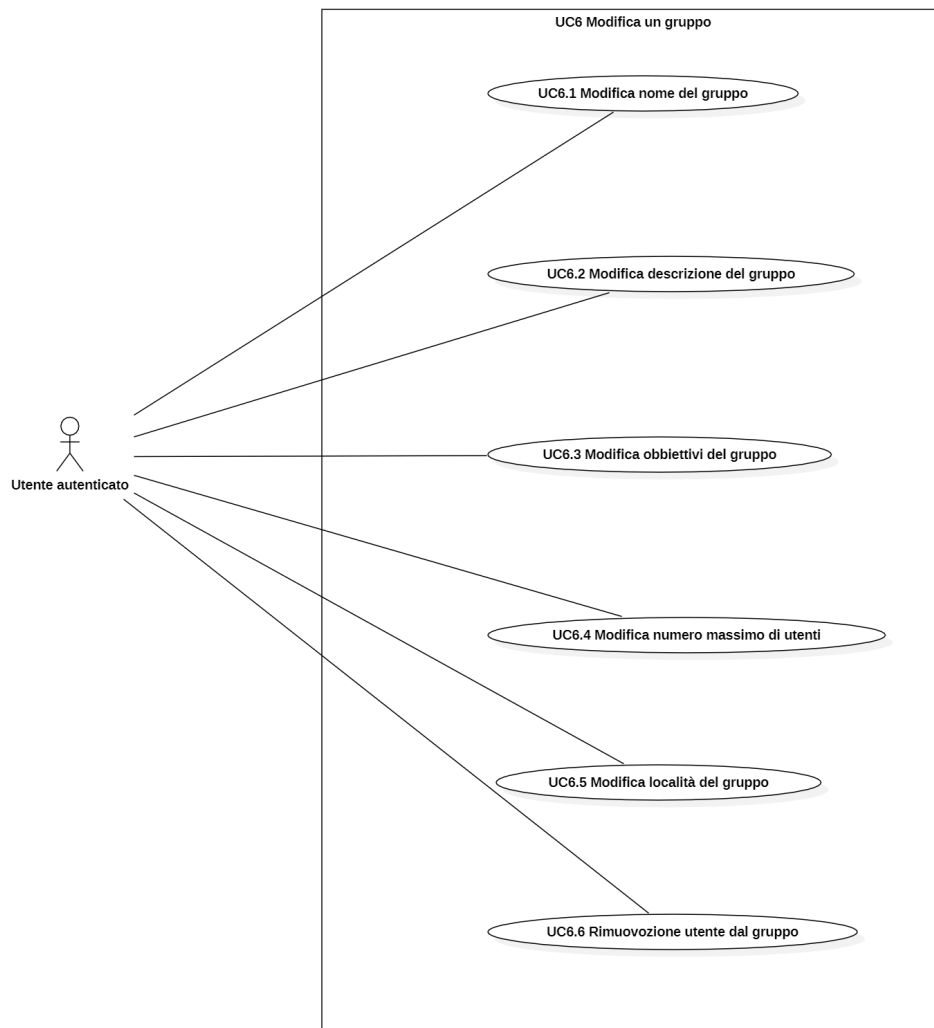 UC6 Modifica un gruppo
UC6.1 Modifica nome del gruppo
UC6.2 Modifica descrizione del gruppo
UC6.3 Modifica obbiettivi del gruppo
Utente autenticato
UC6.4 Modifica numero massimo di utenti
UC6.5 Modifica località del gruppo
UC6.6 Rimuovozione utente dal gruppo